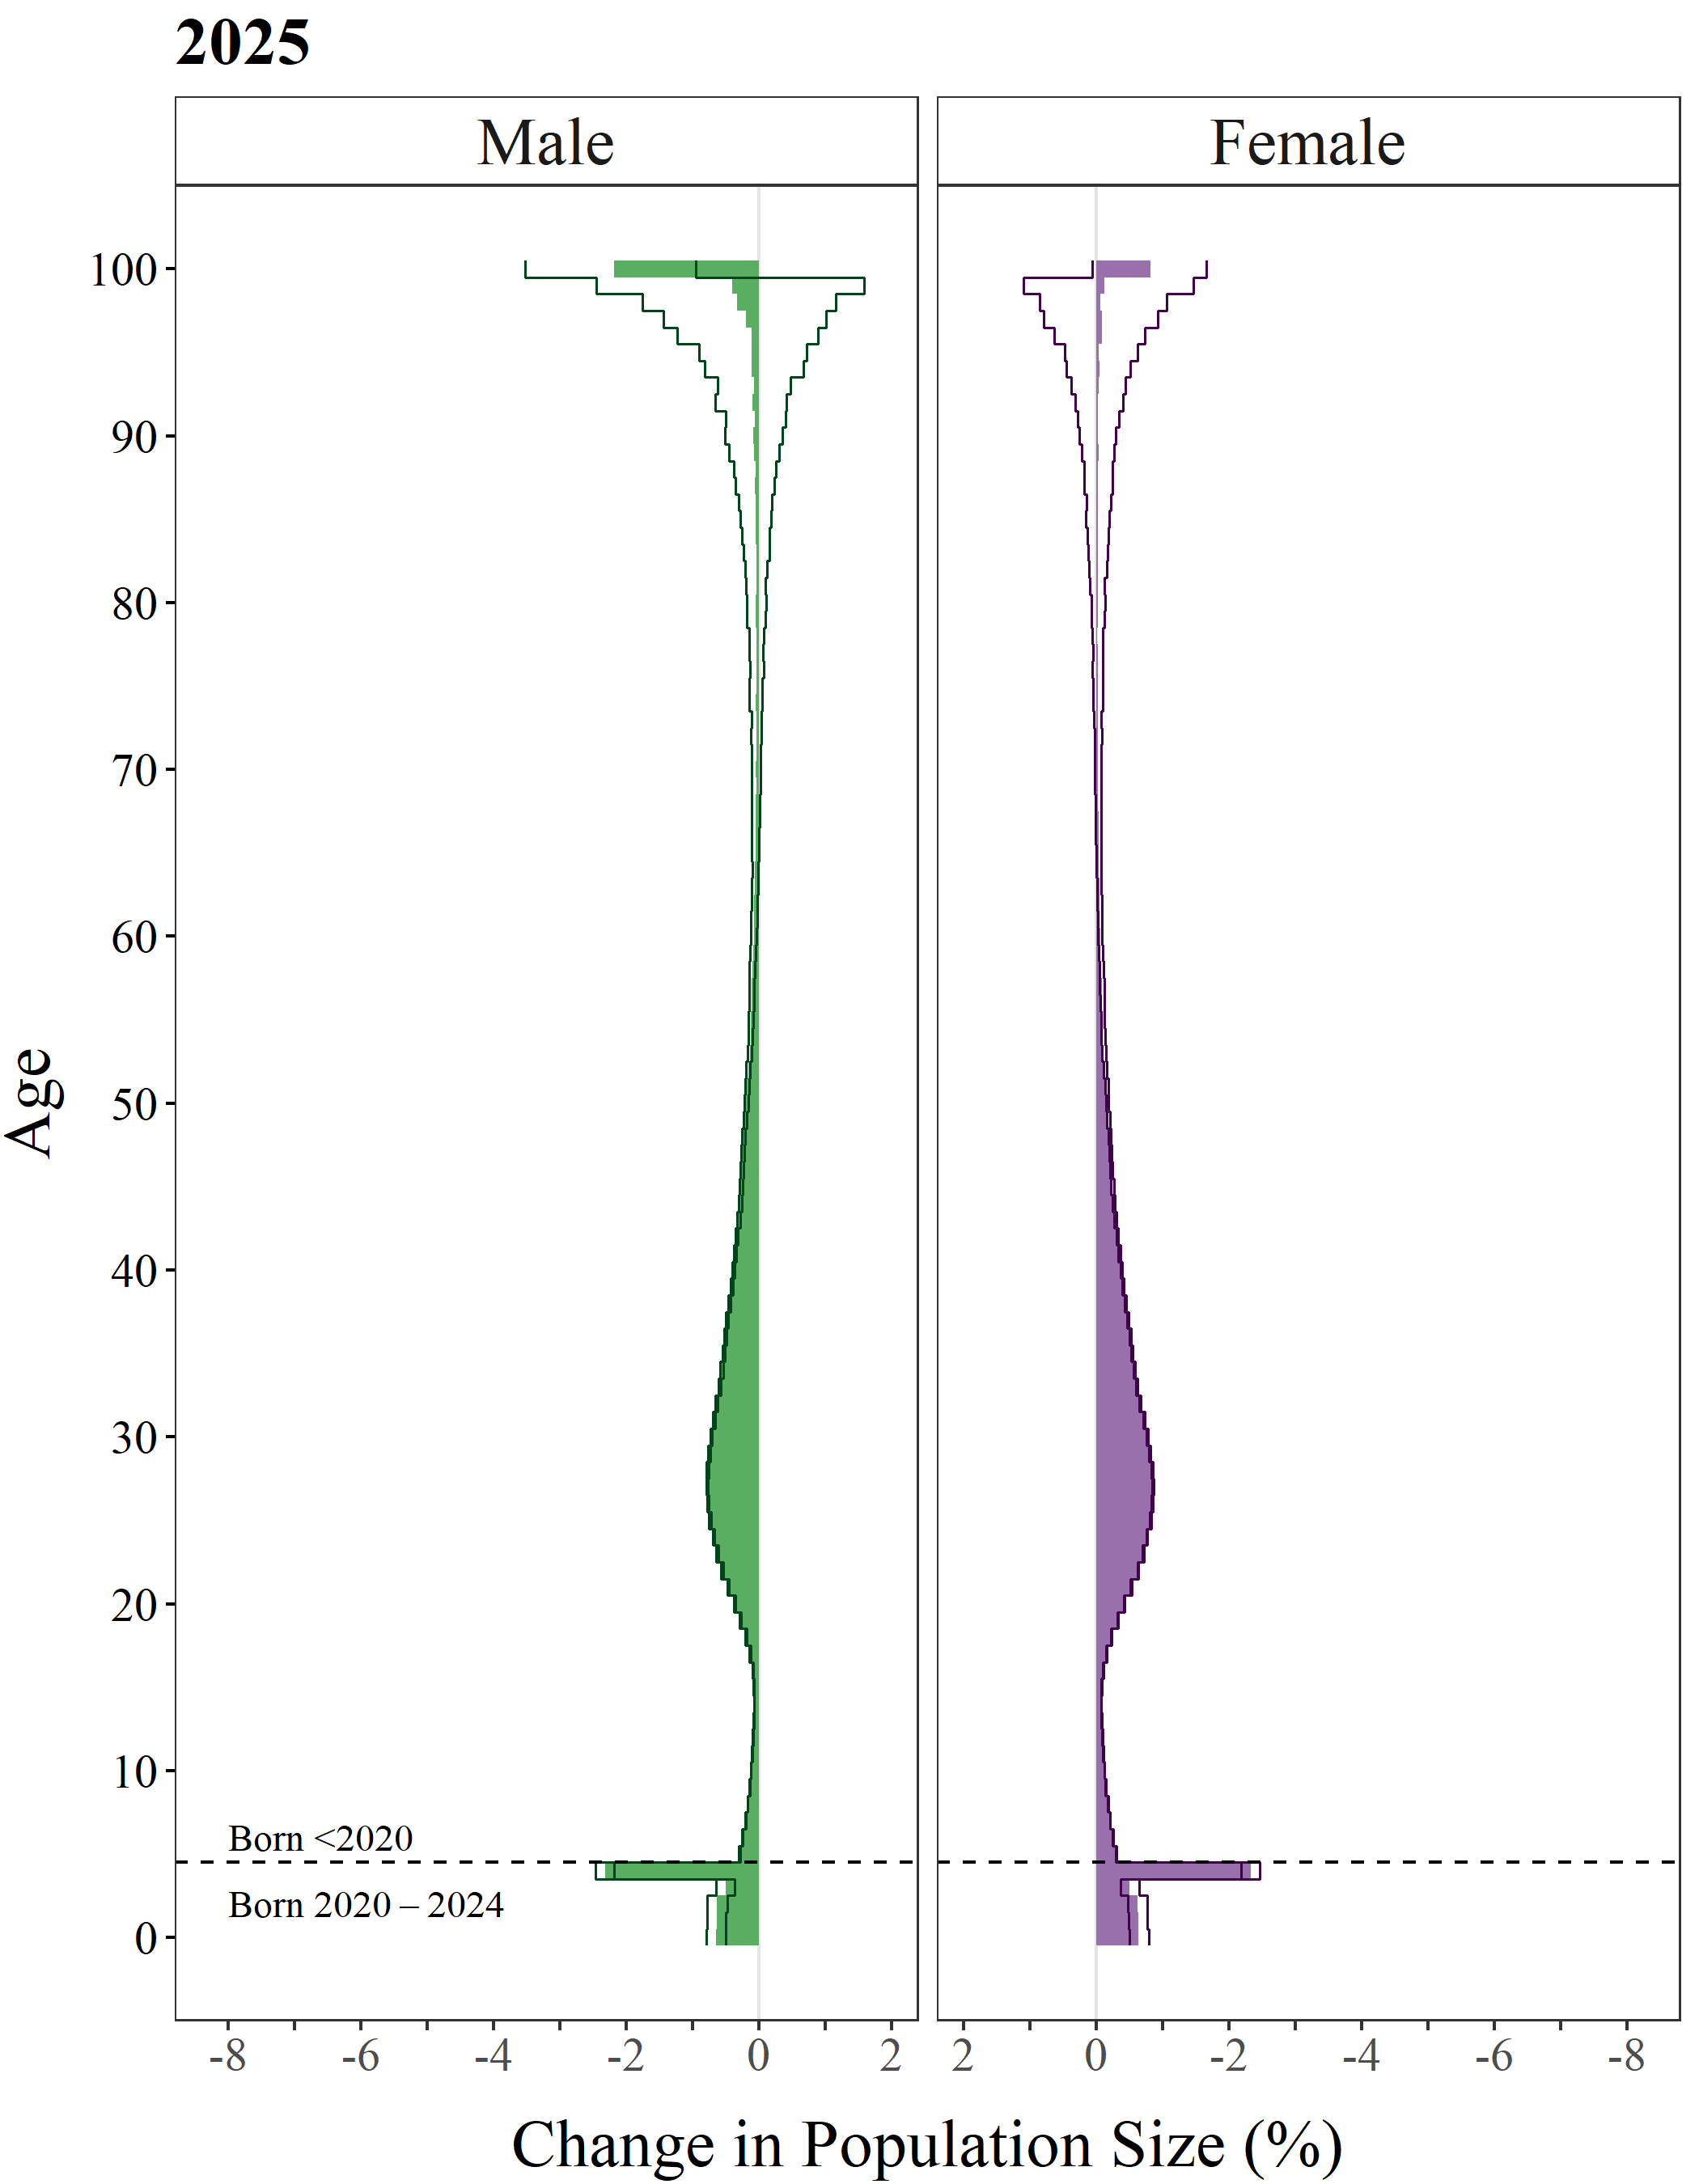 2025
Male
Female
100
90
80
70
60
50
40
30
20
10
0
Age
Born <2020
Born 2020 – 2024
-8 -6 -4 -2 0 2
2 0 -2 -4 -6 -8
Change in Population Size (%)